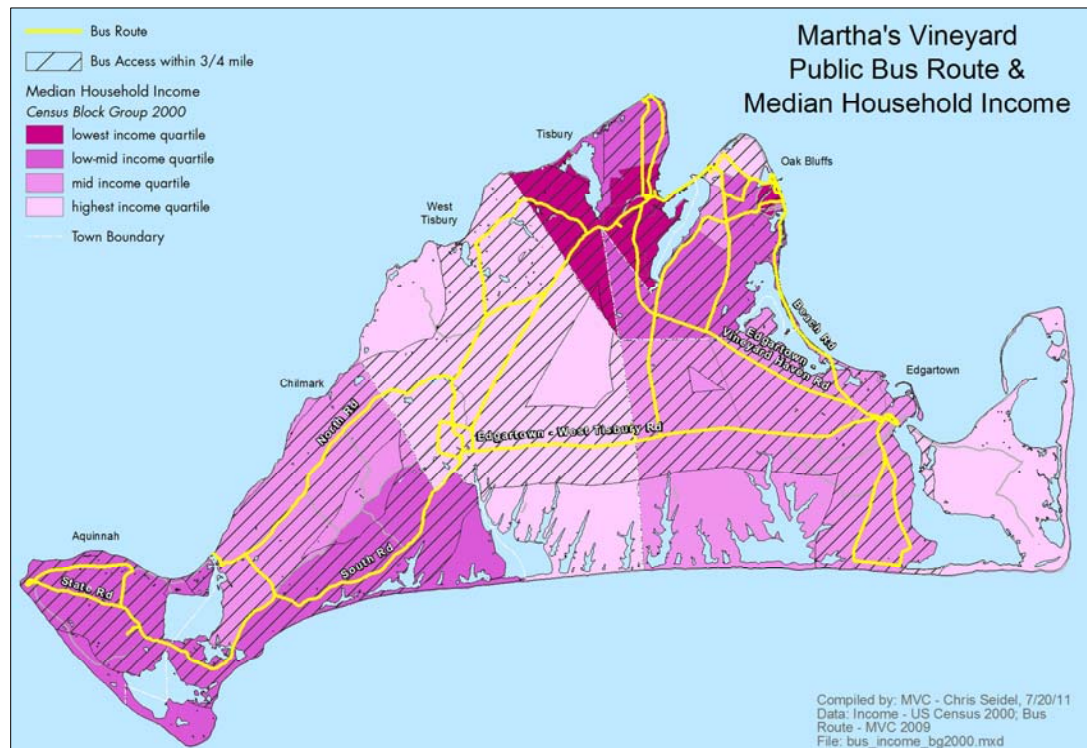 Martha's Vineyard
Public Bus Route &
Median Household Income
Bus Route
Bus Access within 3/4 mile
Median Household Income
Census Block Group 2000
lowest income quartile
low-mid income quartile
mid income quartile
highest income quartile
Town Boundary
Tisbury
Oak Bluffs
West
Tisbury
Beach Rd
Edgartown -
Vineyard Haven Rd
Edgartown
Chilmark
North Rd
Edgartown - West Tisbury Rd
Aquinnah
State Rd
South Rd
Compiled by: MVC - Chris Seidel, 7/20/11
Data: Income - US Census 2000; Bus
Route - MVC 2009
File: bus_income_bg2000.mxd